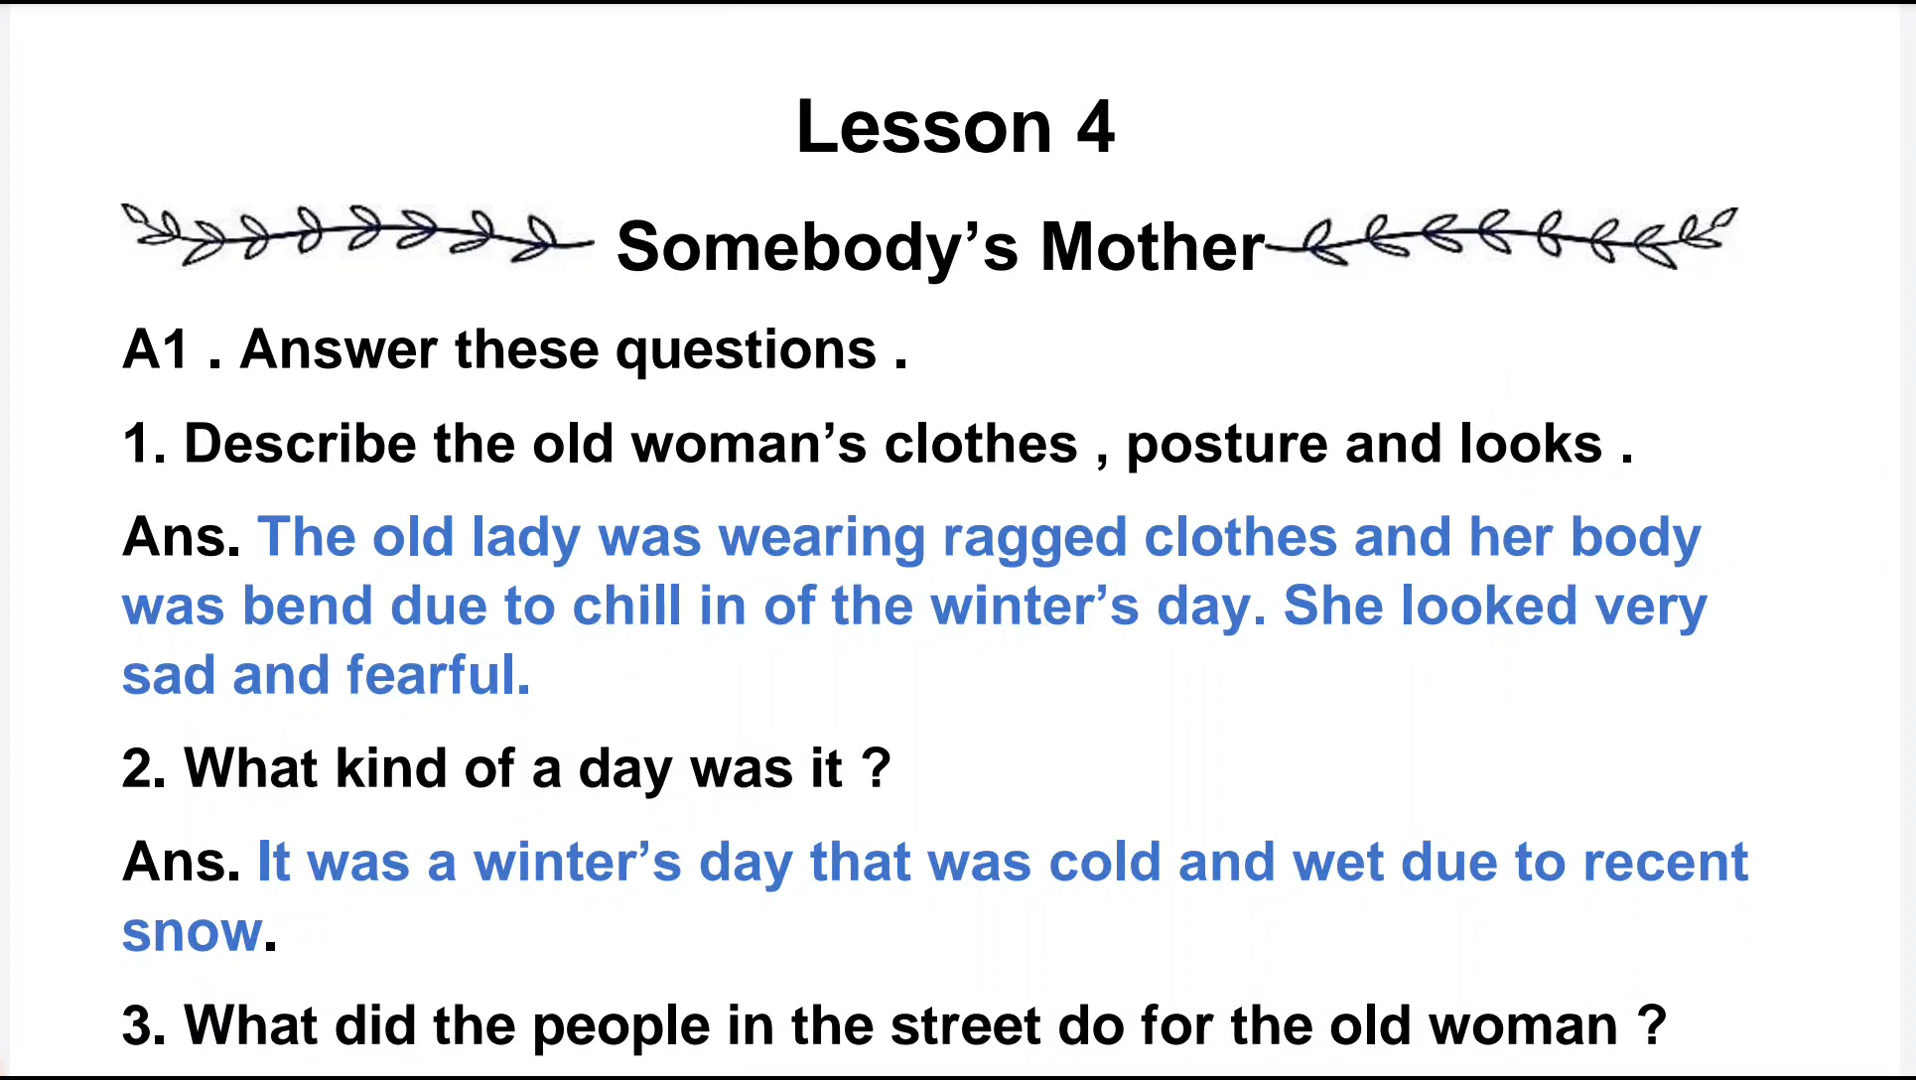 Lesson 4
Somebody’s Mother
A1 . Answer these questions .
1. Describe the old woman’s clothes , posture and looks .
Ans. The old lady was wearing ragged clothes and her body
was bend due to chill in of the winter’s day. She looked very
sad and fearful.
2. What kind of a day was it ?
Ans. It was a winter’s day that was cold and wet due to recent
snow.
3. What did the people in the street do for the old woman ?